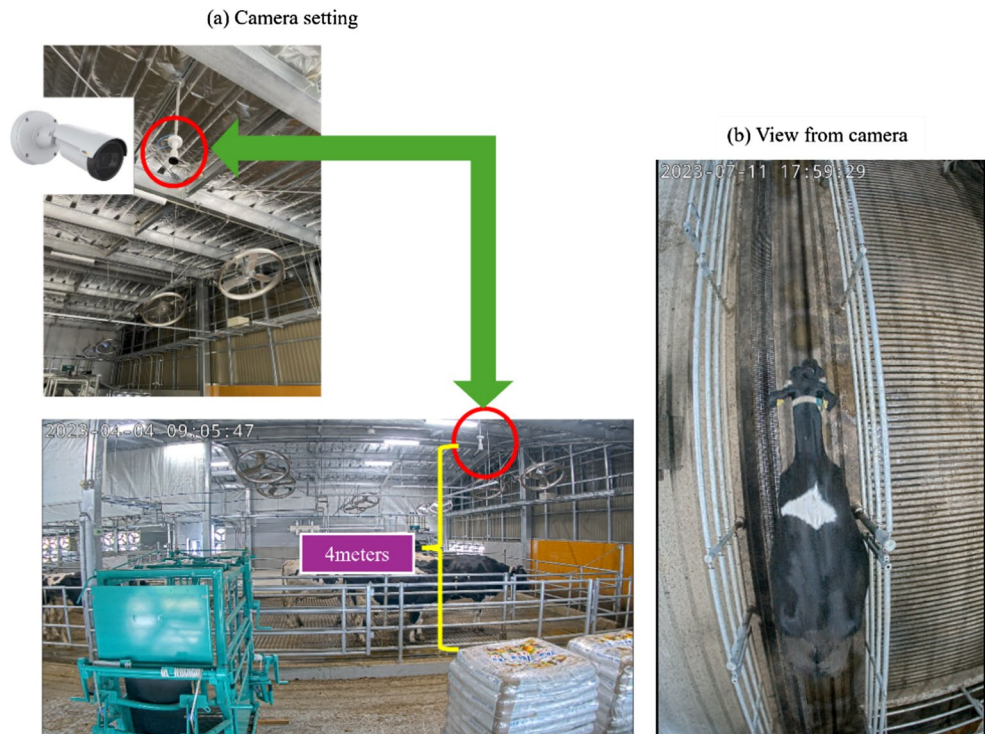 (a) Camera setting
(b) View from camera
2023-07-11 17:59:29
2023-04-04 09:05:47
4meters